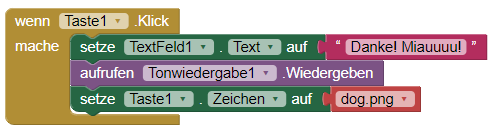 wenn Taste1 .Klick
mache setze TextFeld1 . Text auf " Danke! Miauuuu! "
aufrufen Tonwiedergabe1 .Wiedergeben
setze Taste1 . Zeichen auf dog.png